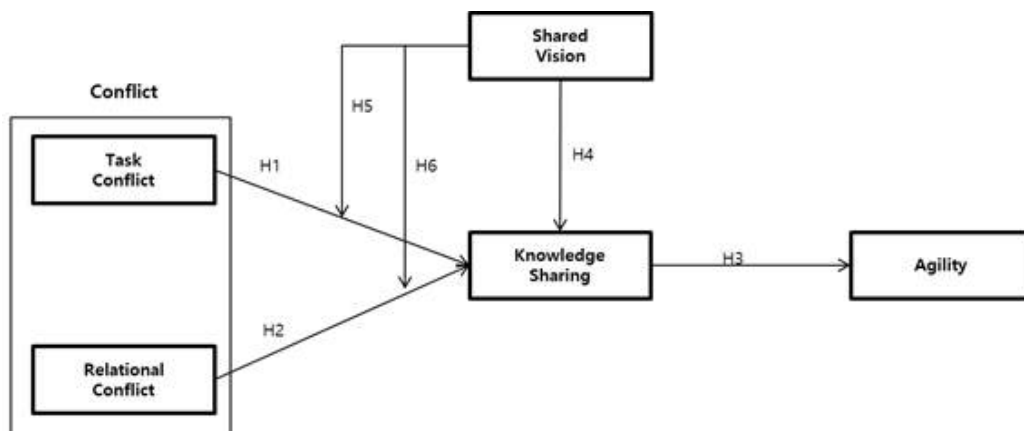 Shared
Vision
Conflict
H5
Task
Conflict
H1
H6
H4
Knowledge
Sharing
H3
Agility
H2
Relational
Conflict